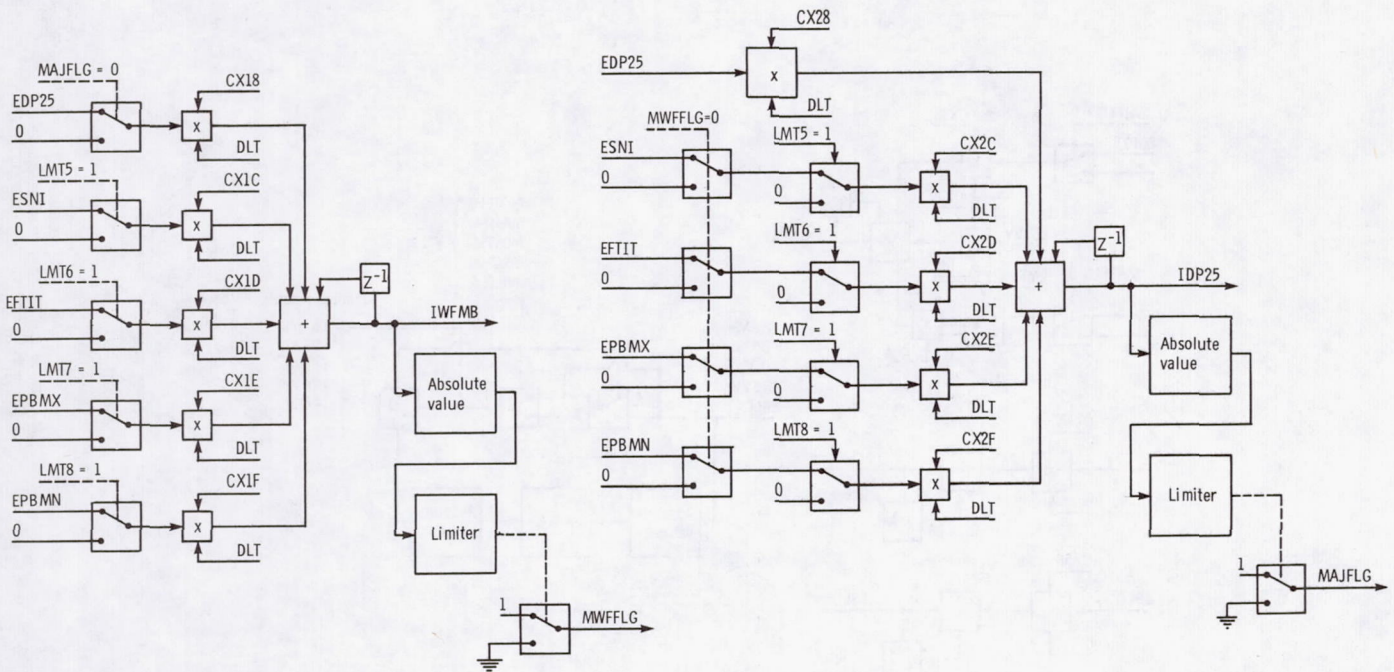 MAJFLG = 0
EDP25
0
CX18
x
DLT
LMT5 = 1
ESNI
0
CX1C
x
DLT
LMT6 = 1
EFTIT
0
CX1D
x
DLT
LMT7 = 1
EPBMX
0
CX1E
x
DLT
LMT8 = 1
EPBMN
0
CX1F
x
DLT
+
Z-1
IWFMB
Absolute
value
Limiter
1
MWFFLG
CX28
EDP25
x
DLT
MWFFLG=0
ESNI
0
LMT5 = 1
0
CX2C
x
DLT
EFTIT
0
LMT6 = 1
0
CX2D
x
DLT
EPBMX
0
LMT7 = 1
0
CX2E
x
DLT
EPBMN
0
LMT8 = 1
0
CX2F
x
DLT
+
Z-1
IDP25
Absolute
value
Limiter
1
MAJFLG